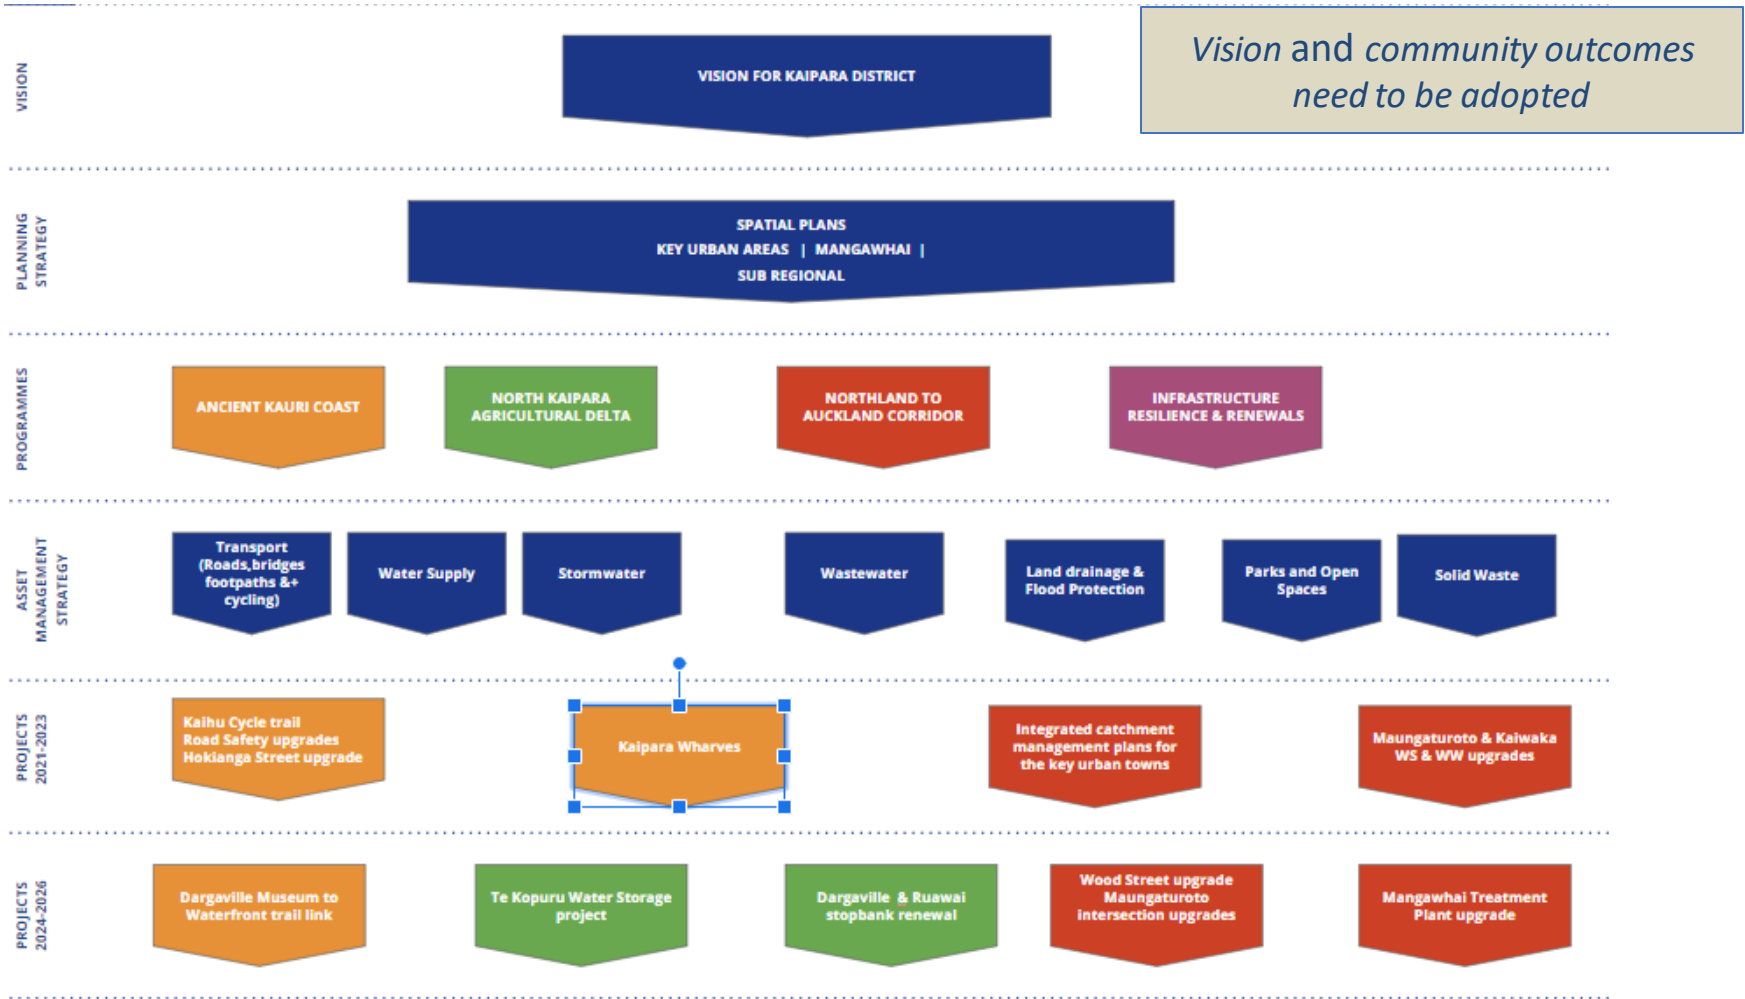 Vision and community outcomes
need to be adopted
VISION
VISION FOR KAIPARA DISTRICT
PLANNING
STRATEGY
SPATIAL PLANS
KEY URBAN AREAS | MANGAWHAI |
SUB REGIONAL
PROGRAMMES
ANCIENT KAURI COAST
NORTH KAIPARA
AGRICULTURAL DELTA
NORTHLAND TO
AUCKLAND CORRIDOR
INFRASTRUCTURE
RESILIENCE & RENEWALS
ASSET
MANAGEMENT
STRATEGY
Transport
(Roads,bridges
footpaths &+
cycling)
Water Supply
Stormwater
Wastewater
Land drainage &
Flood Protection
Parks and Open
Spaces
Solid Waste
PROJECTS
2021-2023
Kaihu Cycle trail
Road Safety upgrades
Hokianga Street upgrade
Kaipara Wharves
Integrated catchment
management plans for
the key urban towns
Maungaturoto & Kaiwaka
WS & WW upgrades
PROJECTS
2024-2026
Dargaville Museum to
Waterfront trail link
Te Kopuru Water Storage
project
Dargaville & Ruawai
stopbank renewal
Wood Street upgrade
Maungaturoto
intersection upgrades
Mangawhai Treatment
Plant upgrade